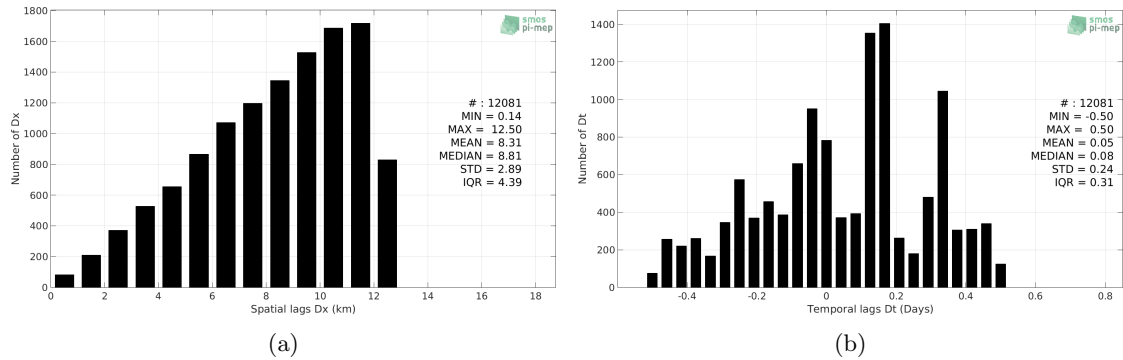 1800
1600
1400
1200
1000
800
600
400
200
0
Number of Dx
0 2 4 6 8 10 12 14 16 18
Spatial lags Dx (km)
smos
pi-mep
# : 12081
MIN = 0.14
MAX = 12.50
MEAN = 8.31
MEDIAN = 8.81
STD = 2.89
IQR = 4.39
(a)
1400
1200
1000
800
600
400
200
0
Number of Dt
-0.4 -0.2 0 0.2 0.4 0.6 0.8
Temporal lags Dt (Days)
smos
pi-mep
# : 12081
MIN = -0.50
MAX = 0.50
MEAN = 0.05
MEDIAN = 0.08
STD = 0.24
IQR = 0.31
(b)